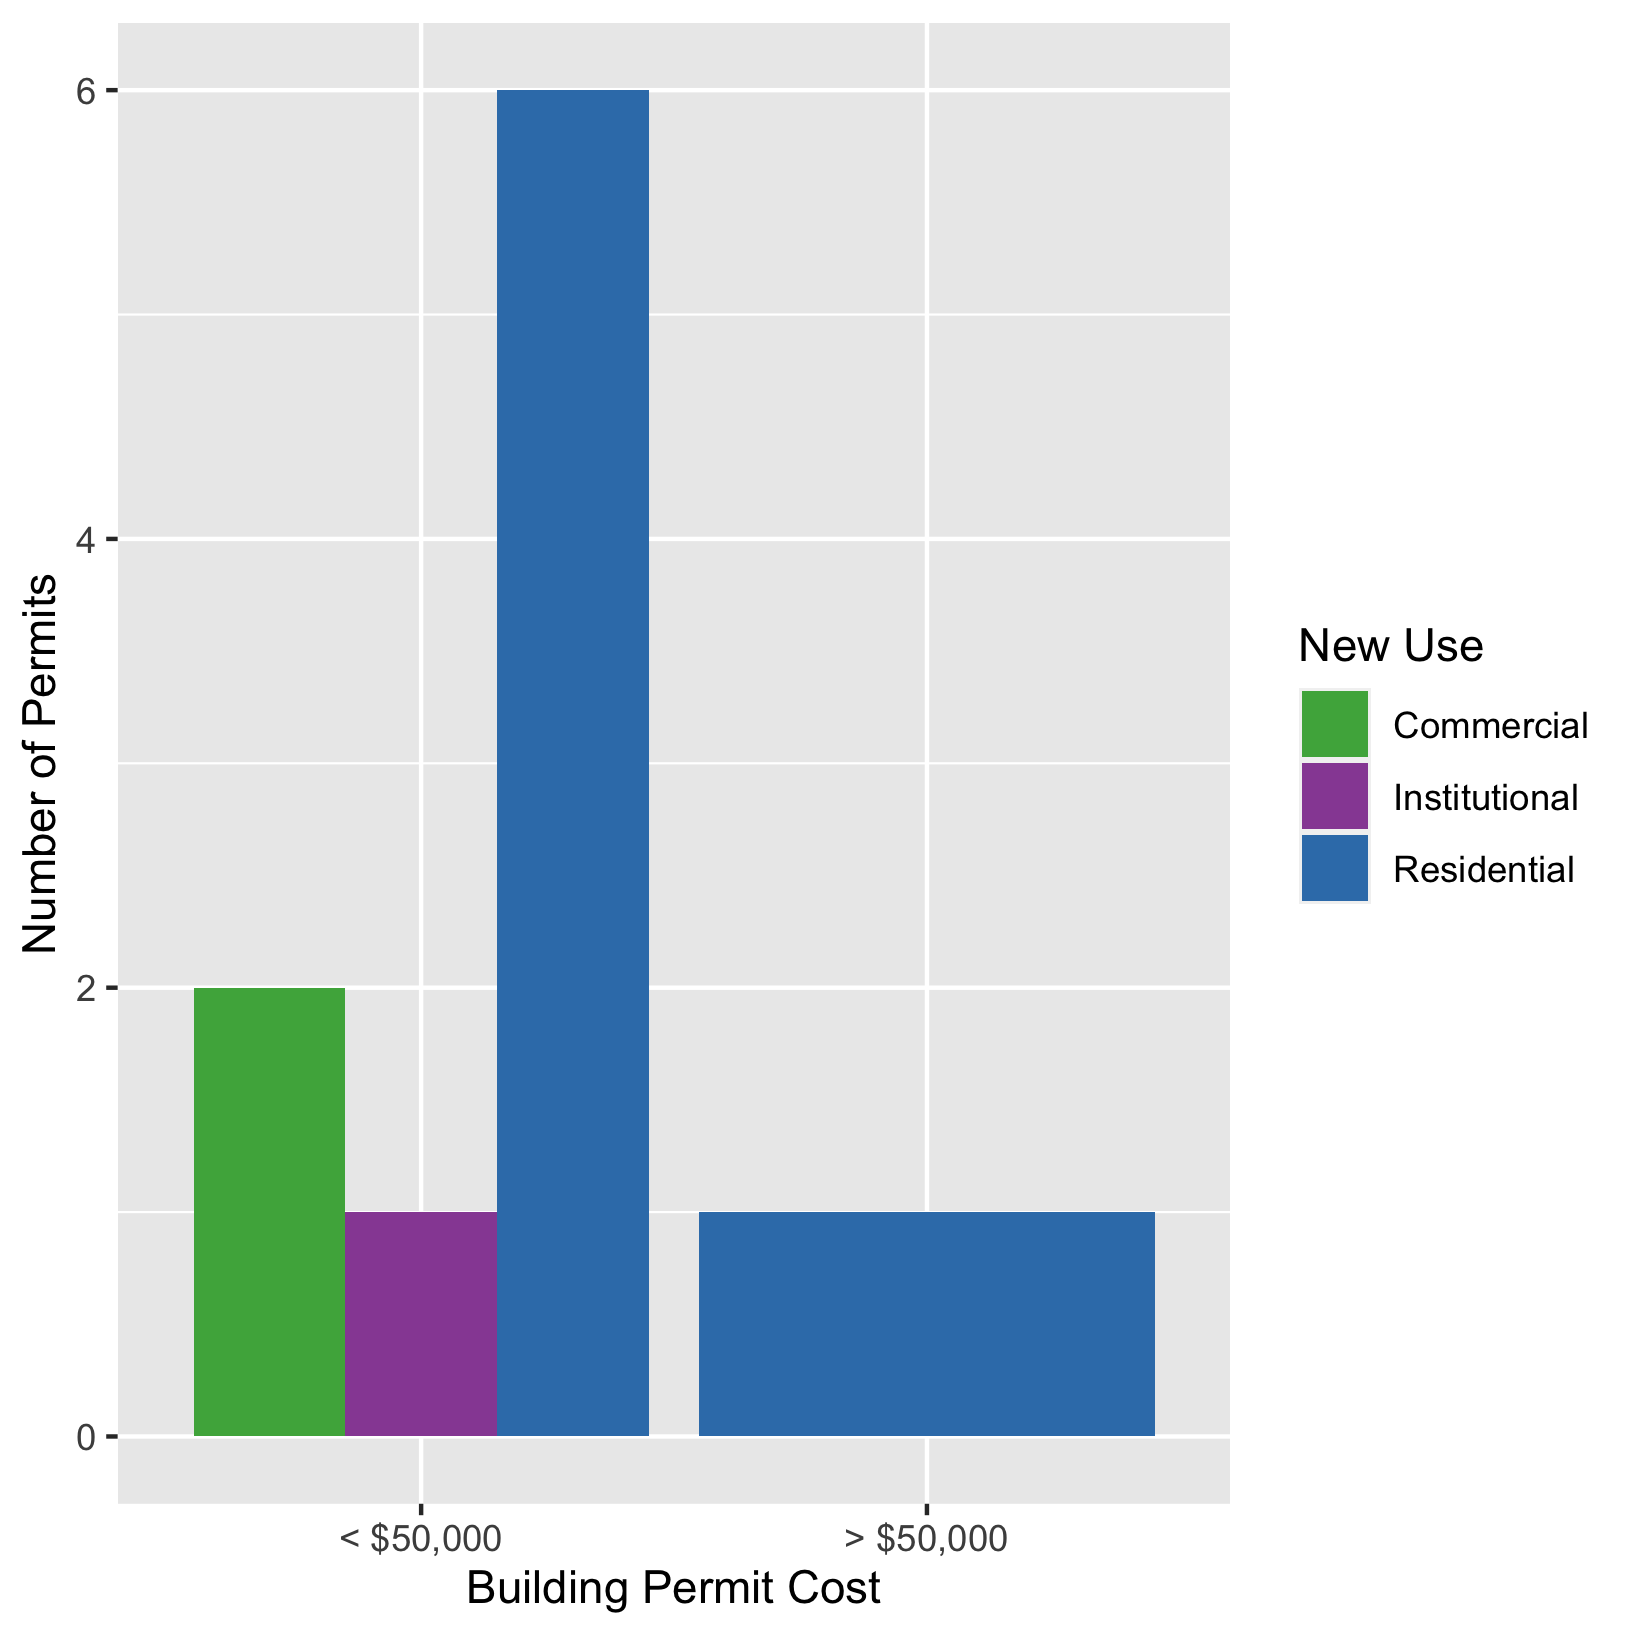 6
4
2
0
Number of Permits
< $50,000
> $50,000
Building Permit Cost
New Use
Commercial
Institutional
Residential